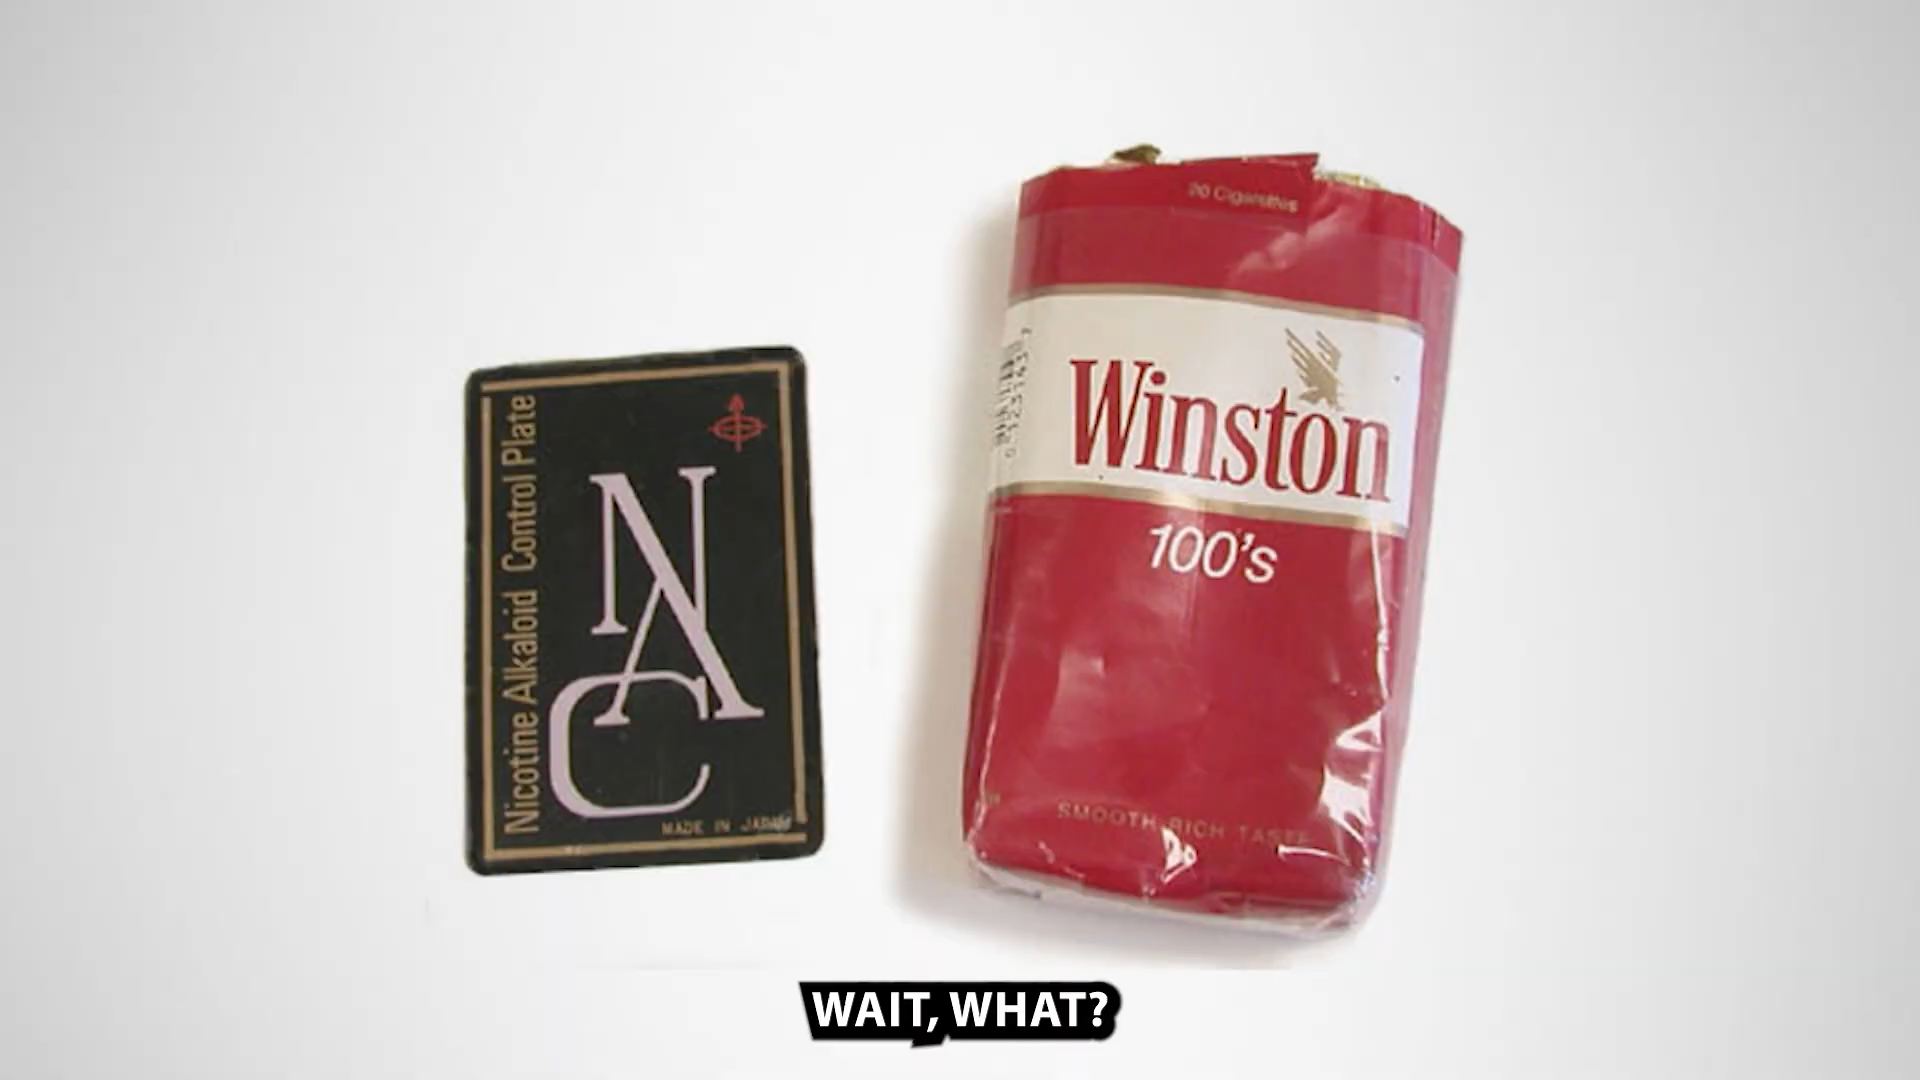 Nicotine Alkaloid Control Plate
NAC
MADE IN JAPAN
20 Cigarettes
Winston
100's
SMOOTH RICH TASTE
WAIT, WHAT?